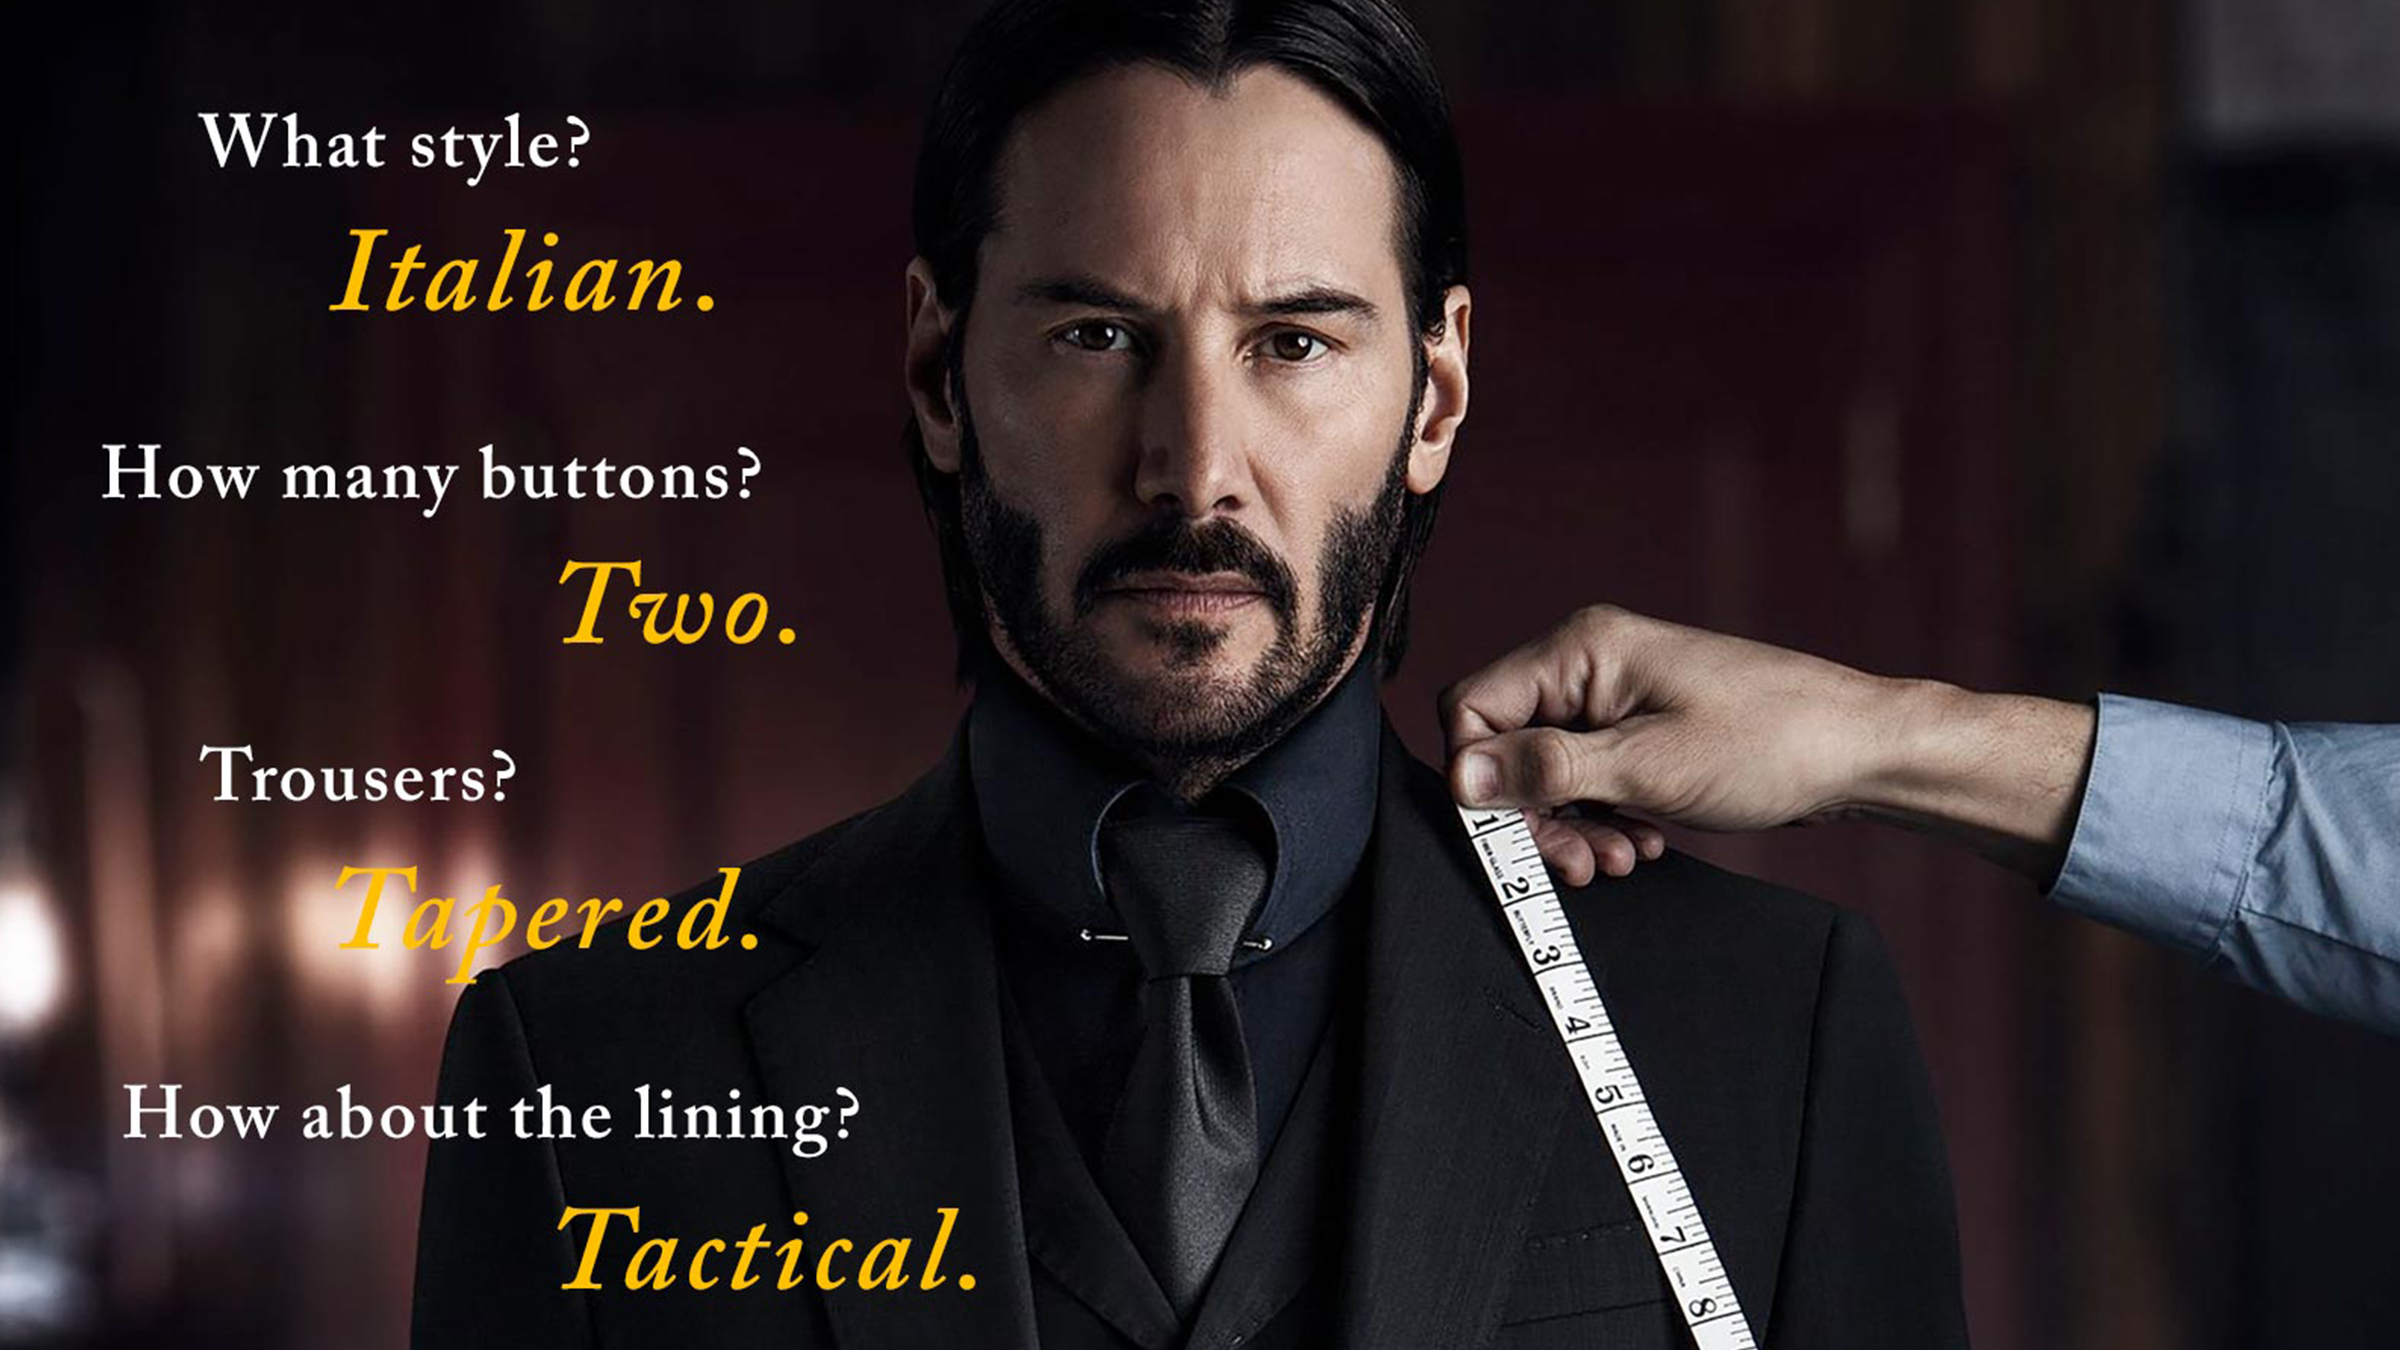 What style?
Italian.
How many buttons?
Two.
Trousers?
Tapered.
How about the lining?
Tactical.
1
2
3
4
5
6
7
8